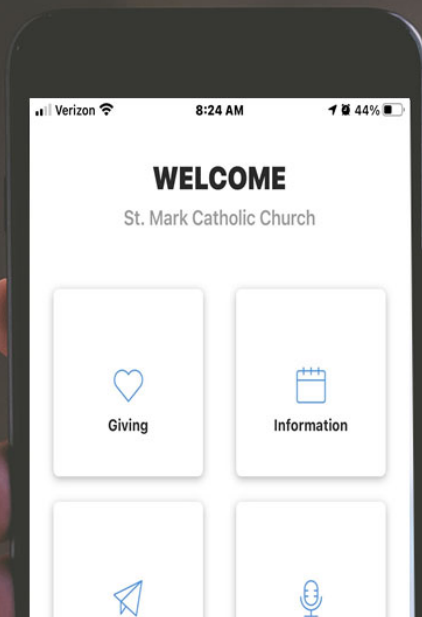 Verizon 8:24 AM 44%
WELCOME
St. Mark Catholic Church
Giving Information